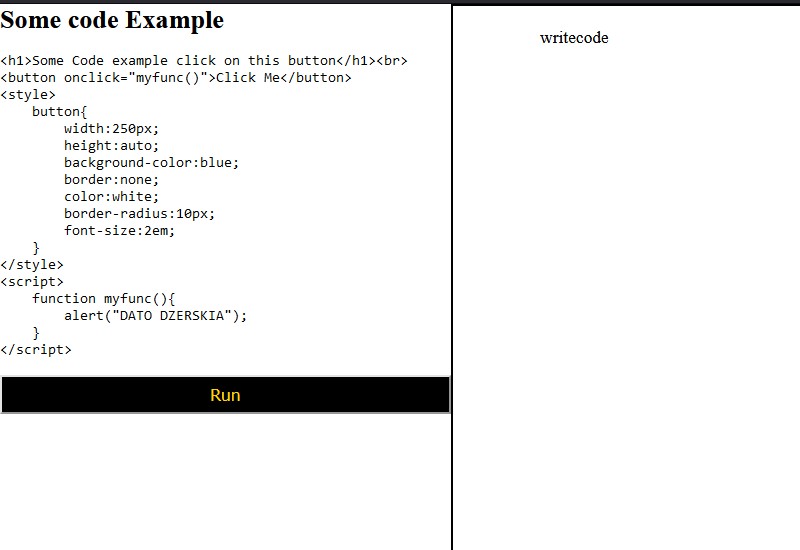 Some code Example
<h1>Some Code example click on this button</h1><br>
<button onclick="myfunc()">Click Me</button>
<style>
    button{
        width:250px;
        height:auto;
        background-color:blue;
        border:none;
        color:white;
        border-radius:10px;
        font-size:2em;
    }
</style>
<script>
    function myfunc(){
        alert("DATO DZERSKIA");
    }
</script>
Run
writecode